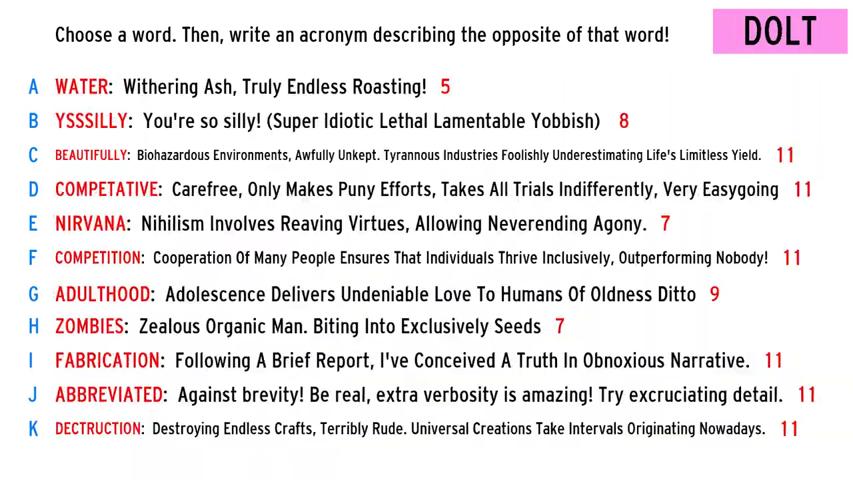 Choose a word. Then, write an acronym describing the opposite of that word!
DOLT
A WATER: Withering Ash, Truly Endless Roasting! 5
B YSSSILLY: You're so silly! (Super Idiotic Lethal Lamentable Yobbish) 8
C BEAUTIFULLY: Biohazardous Environments, Awfully Unkept. Tyrannous Industries Foolishly Underestimating Life's Limitless Yield. 11
D COMPETATIVE: Carefree, Only Makes Puny Efforts, Takes All Trials Indifferently, Very Easygoing 11
E NIRVANA: Nihilism Involves Reaving Virtues, Allowing Neverending Agony. 7
F COMPETITION: Cooperation Of Many People Ensures That Individuals Thrive Inclusively, Outperforming Nobody! 11
G ADULTHOOD: Adolescence Delivers Undeniable Love To Humans Of Oldness Ditto 9
H ZOMBIES: Zealous Organic Man. Biting Into Exclusively Seeds 7
I FABRICATION: Following A Brief Report, I've Conceived A Truth In Obnoxious Narrative. 11
J ABBREVIATED: Against brevity! Be real, extra verbosity is amazing! Try excruciating detail. 11
K DECTRUCTION: Destroying Endless Crafts, Terribly Rude. Universal Creations Take Intervals Originating Nowadays. 11